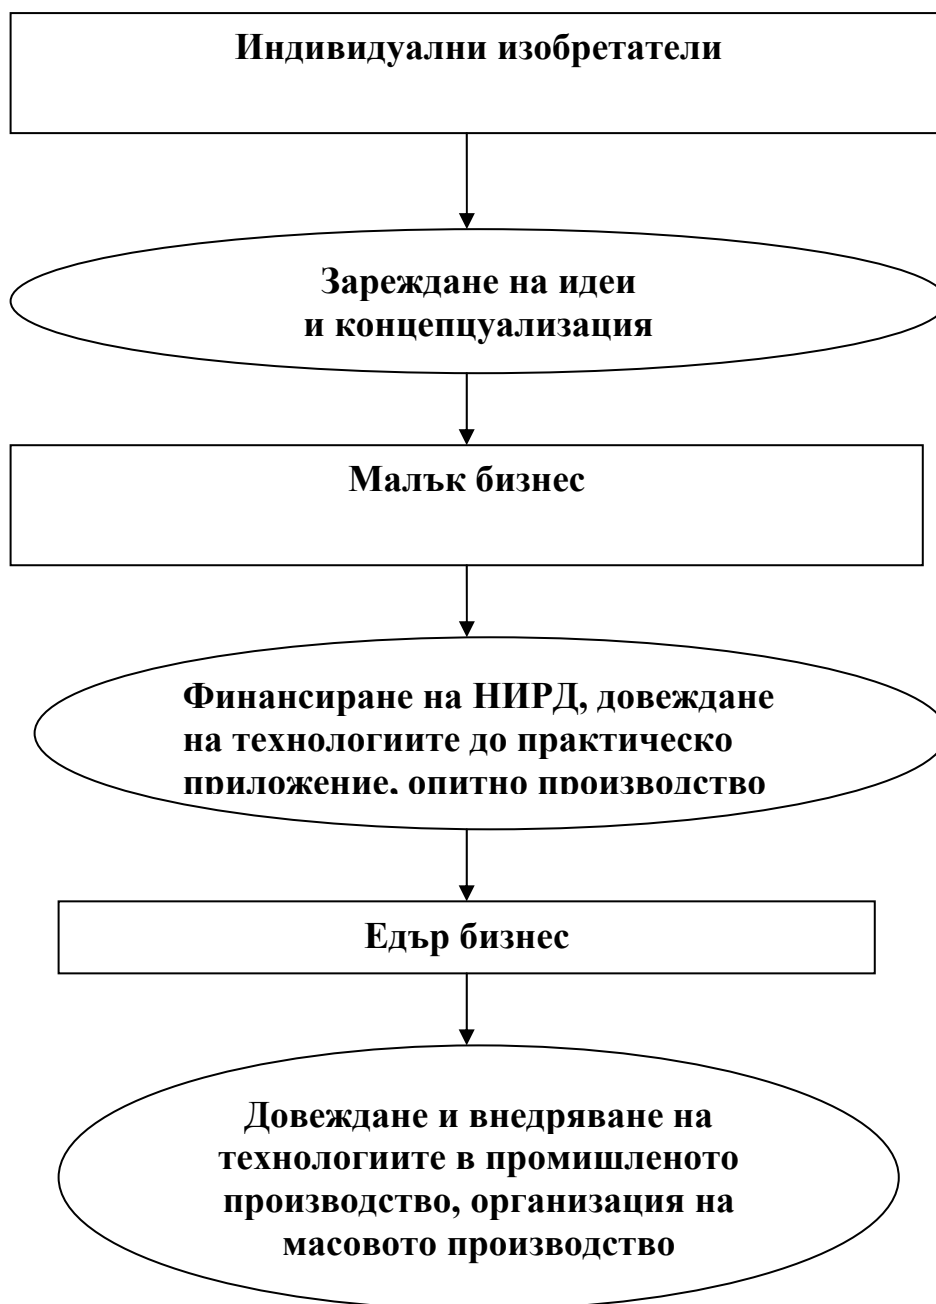 Индивидуални изобретатели
Зареждане на идеи
и концепцуализация
Малък бизнес
Финансиране на НИРД, довеждане
на технологиите до практическо
приложение, опитно производство
Едър бизнес
Довеждане и внедряване на
технологиите в промишленото
производство, организация на
масовото производство